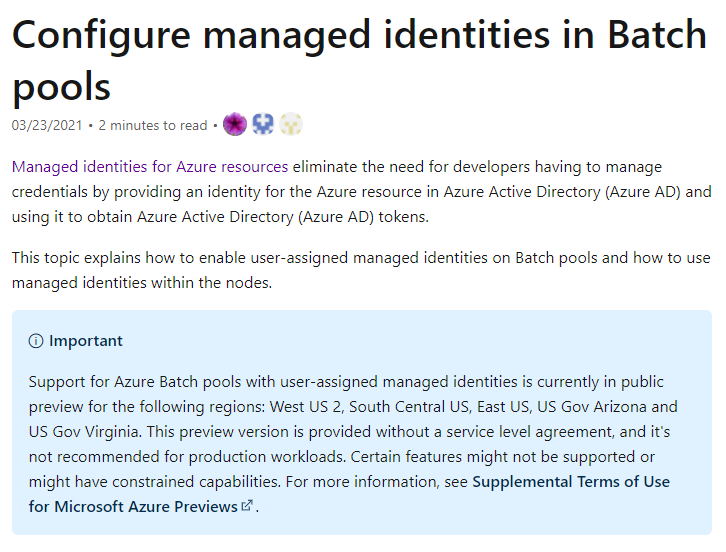 Configure managed identities in Batch
pools
03/23/2021 • 2 minutes to read •
Managed identities for Azure resources eliminate the need for developers having to manage
credentials by providing an identity for the Azure resource in Azure Active Directory (Azure AD) and
using it to obtain Azure Active Directory (Azure AD) tokens.
This topic explains how to enable user-assigned managed identities on Batch pools and how to use
managed identities within the nodes.
Important
Support for Azure Batch pools with user-assigned managed identities is currently in public
preview for the following regions: West US 2, South Central US, East US, US Gov Arizona and
US Gov Virginia. This preview version is provided without a service level agreement, and it's
not recommended for production workloads. Certain features might not be supported or
might have constrained capabilities. For more information, see Supplemental Terms of Use
for Microsoft Azure Previews.